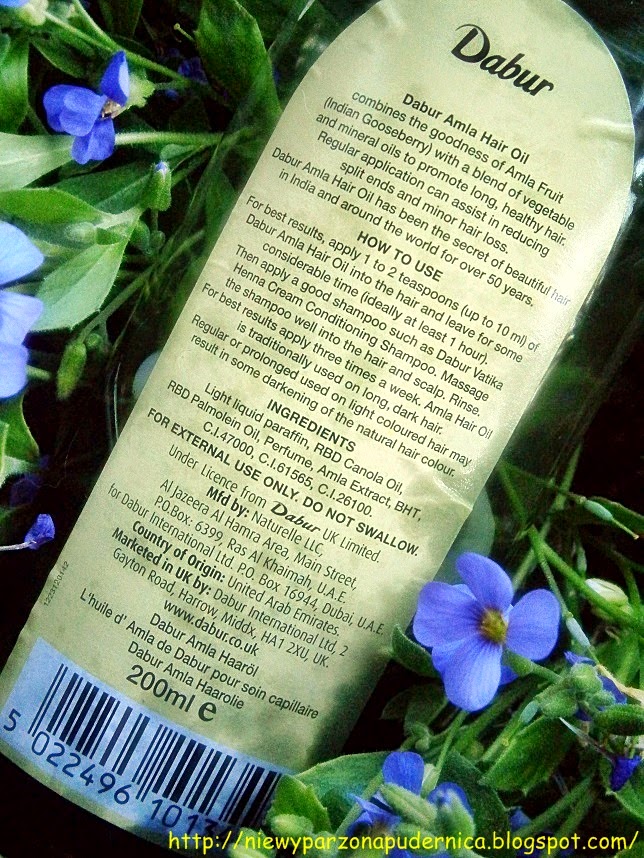 Dabur
Dabur Amla Hair Oil
combines the goodness of Amla Fruit
(Indian Gooseberry) with a blend of vegetable
and mineral oils to promote long, healthy hair.
Regular application can assist in reducing
split ends and minor hair loss.
Dabur Amla Hair Oil has been the secret of beautiful hair
in India and around the world for over 50 years.
HOW TO USE
For best results, apply 1 to 2 teaspoons (up to 10 ml) of
Dabur Amla Hair Oil into the hair and leave for some
considerable time (ideally at least 1 hour).
Then apply a good shampoo such as Dabur Vatika
Henna Cream Conditioning Shampoo. Massage
the shampoo well into the hair and scalp. Rinse.
For best results apply three times a week. Amla Hair Oil
is traditionally used on long, dark hair.
Regular or prolonged used on light coloured hair may
result in some darkening of the natural hair colour.
INGREDIENTS
Light liquid paraffin, RBD Canola Oil,
RBD Palmolein Oil, Perfume, Amla Extract, BHT,
C.I.47000, C.I.61565, C.I.26100.
FOR EXTERNAL USE ONLY. DO NOT SWALLOW.
Under Licence from Dabur UK Limited.
Mfd by: Naturelle LLC,
Al Jazeera Al Hamra Area, Main Street,
P.O.Box: 6399, Ras Al Khaimah, U.A.E.
for Dabur International Ltd. P.O. Box 16944, Dubai, U.A.E.
Country of Origin: United Arab Emirates.
Marketed in UK by: Dabur International Ltd, 2
Gayton Road, Harrow, Middx, HA1 2XU, UK.
www.dabur.co.uk
L'huile d' Amla de Dabur pour soin capillaire
Dabur Amla Haaröl
Dabur Amla Haarolie
200ml e
5 022496 101
http://niewyparzonapudernica.blogspot.com/